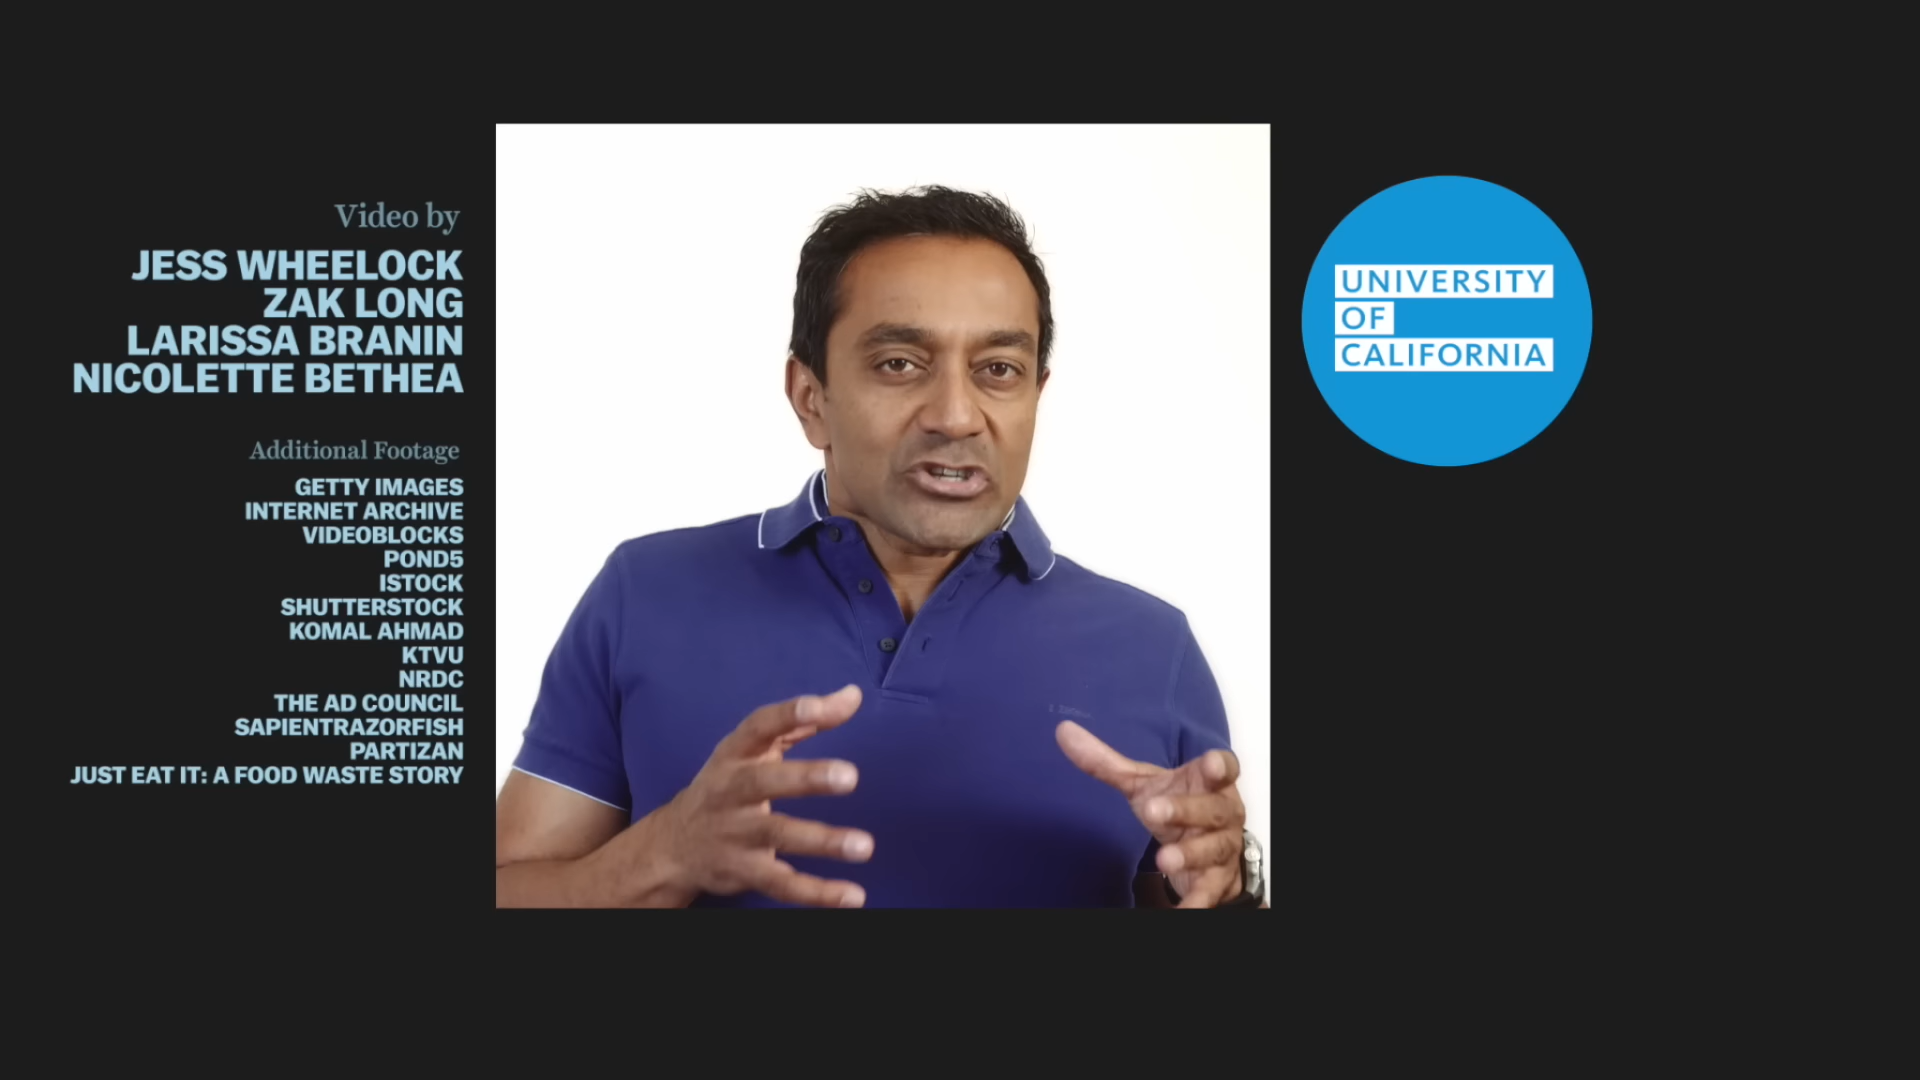 Video by
JESS WHEELOCK
ZAK LONG
LARISSA BRANIN
NICOLETTE BETHEA
Additional Footage
GETTY IMAGES
INTERNET ARCHIVE
VIDEOBLOCKS
POND5
ISTOCK
SHUTTERSTOCK
KOMAL AHMAD
KTVU
NRDC
THE AD COUNCIL
SAPIENTRAZORFISH
PARTIZAN
JUST EAT IT: A FOOD WASTE STORY
UNIVERSITY
OF
CALIFORNIA